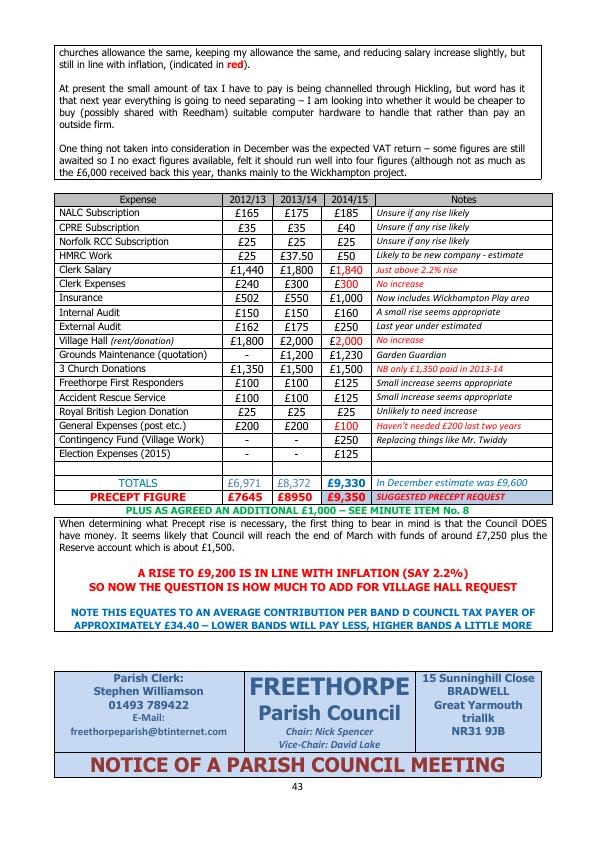 churches allowance the same, keeping my allowance the same, and reducing salary increase slightly, but
still in line with inflation, (indicated in red).
At present the small amount of tax I have to pay is being channelled through Hickling, but word has it
that next year everything is going to need separating – I am looking into whether it would be cheaper to
buy (possibly shared with Reedham) suitable computer hardware to handle that rather than pay an
outside firm.
One thing not taken into consideration in December was the expected VAT return – some figures are still
awaited so I no exact figures available, felt it should run well into four figures (although not as much as
the £6,000 received back this year, thanks mainly to the Wickhampton project.
Expense 2012/13 2013/14 2014/15 Notes
NALC Subscription £165 £175 £185 Unsure if any rise likely
CPRE Subscription £35 £35 £40 Unsure if any rise likely
Norfolk RCC Subscription £25 £25 £25 Unsure if any rise likely
HMRC Work £25 £37.50 £50 Likely to be new company - estimate
Clerk Salary £1,440 £1,800 £1,840 Just above 2.2% rise
Clerk Expenses £240 £300 £300 No increase
Insurance £502 £550 £1,000 Now includes Wickhampton Play area
Internal Audit £150 £150 £160 A small rise seems appropriate
External Audit £162 £175 £250 Last year under estimated
Village Hall (rent/donation) £1,800 £2,000 £2,000 No increase
Grounds Maintenance (quotation) - £1,200 £1,230 Garden Guardian
3 Church Donations £1,350 £1,500 £1,500 NB only £1,350 paid in 2013-14
Freethorpe First Responders £100 £100 £125 Small increase seems appropriate
Accident Rescue Service £100 £100 £125 Small increase seems appropriate
Royal British Legion Donation £25 £25 £25 Unlikely to need increase
General Expenses (post etc.) £200 £200 £100 Haven't needed £200 last two years
Contingency Fund (Village Work) - - £250 Replacing things like Mr. Twiddy
Election Expenses (2015) - - £125
TOTALS £6,971 £8,372 £9,330 In December estimate was £9,600
PRECEPT FIGURE £7645 £8950 £9,350 SUGGESTED PRECEPT REQUEST
PLUS AS AGREED AN ADDITIONAL £1,000 – SEE MINUTE ITEM No. 8
When determining what Precept rise is necessary, the first thing to bear in mind is that the Council DOES
have money. It seems likely that Council will reach the end of March with funds of around £7,250 plus the
Reserve account which is about £1,500.
A RISE TO £9,200 IS IN LINE WITH INFLATION (SAY 2.2%)
SO NOW THE QUESTION IS HOW MUCH TO ADD FOR VILLAGE HALL REQUEST
NOTE THIS EQUATES TO AN AVERAGE CONTRIBUTION PER BAND D COUNCIL TAX PAYER OF
APPROXIMATELY £34.40 – LOWER BANDS WILL PAY LESS, HIGHER BANDS A LITTLE MORE
Parish Clerk:
Stephen Williamson
01493 789422
E-Mail:
freethorpeparish@btinternet.com
FREETHORPE
Parish Council
Chair: Nick Spencer
Vice-Chair: David Lake
15 Sunninghill Close
BRADWELL
Great Yarmouth
triallk
NR31 9JB
NOTICE OF A PARISH COUNCIL MEETING
43